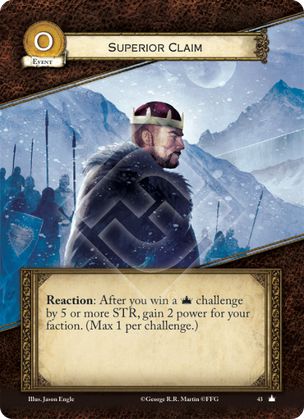 0
SUPERIOR CLAIM
EVENT
Reaction: After you win a challenge
by 5 or more STR, gain 2 power for your
faction. (Max 1 per challenge.)
Illus. Jason Engle ©George R.R. Martin ©FFG 43